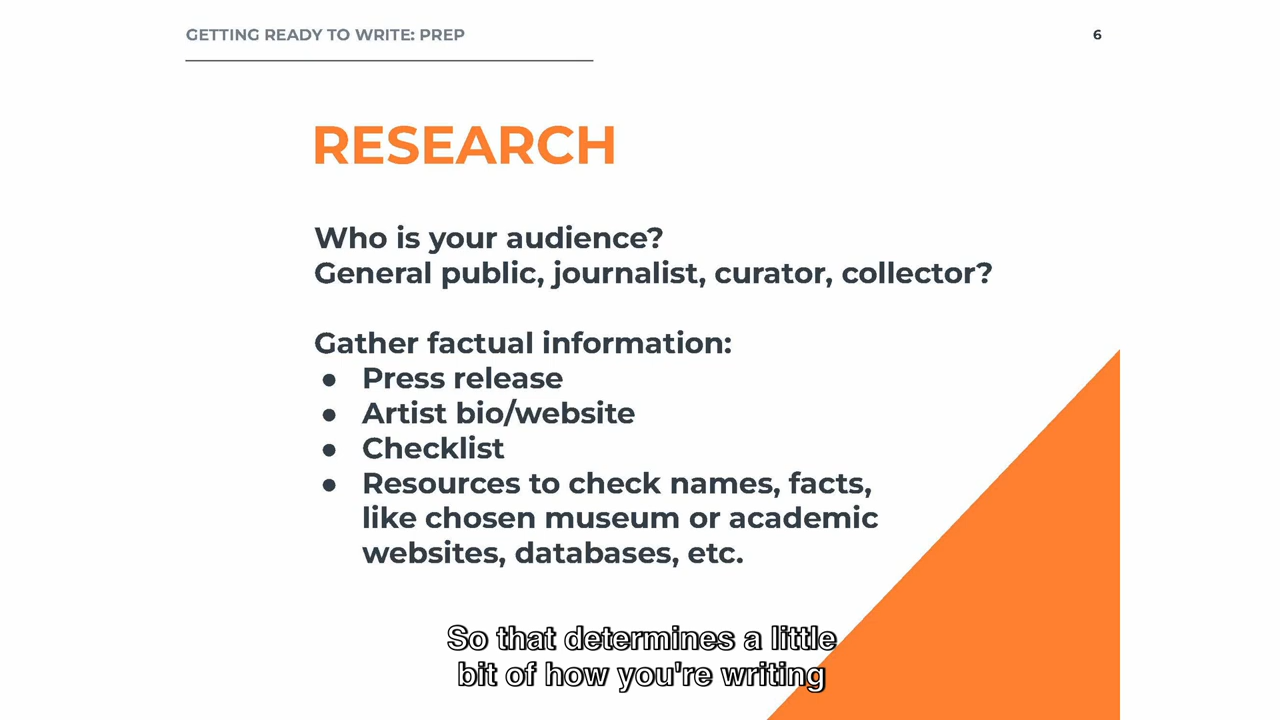 GETTING READY TO WRITE: PREP
6
RESEARCH
Who is your audience?
General public, journalist, curator, collector?
Gather factual information:
● Press release
● Artist bio/website
● Checklist
● Resources to check names, facts,
like chosen museum or academic
websites, databases, etc.
So that determines a little
bit of how you're writing